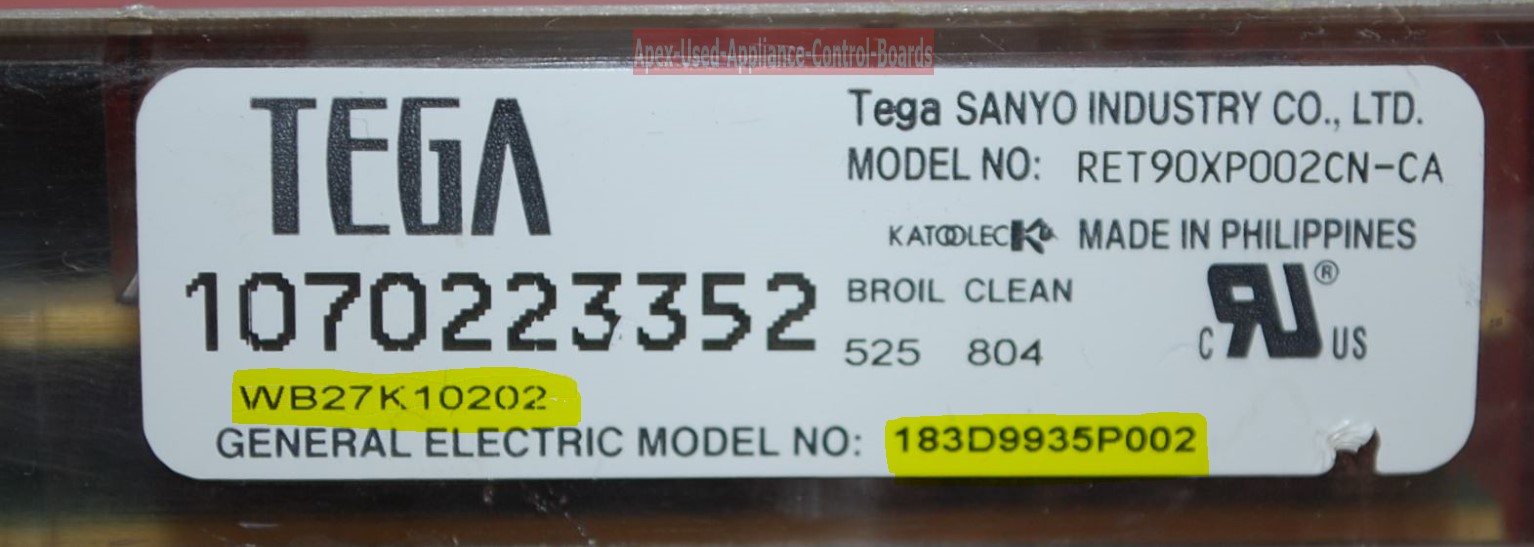 Apex-Used-Appliance-Control-Boards
TEGA
Tega SANYO INDUSTRY CO., LTD.
MODEL NO: RET90XP002CN-CA
KATOOLEC MADE IN PHILIPPINES
1070223352
BROIL CLEAN
525 804
C US ®
WB27K10202
GENERAL ELECTRIC MODEL NO: 183D9935P002